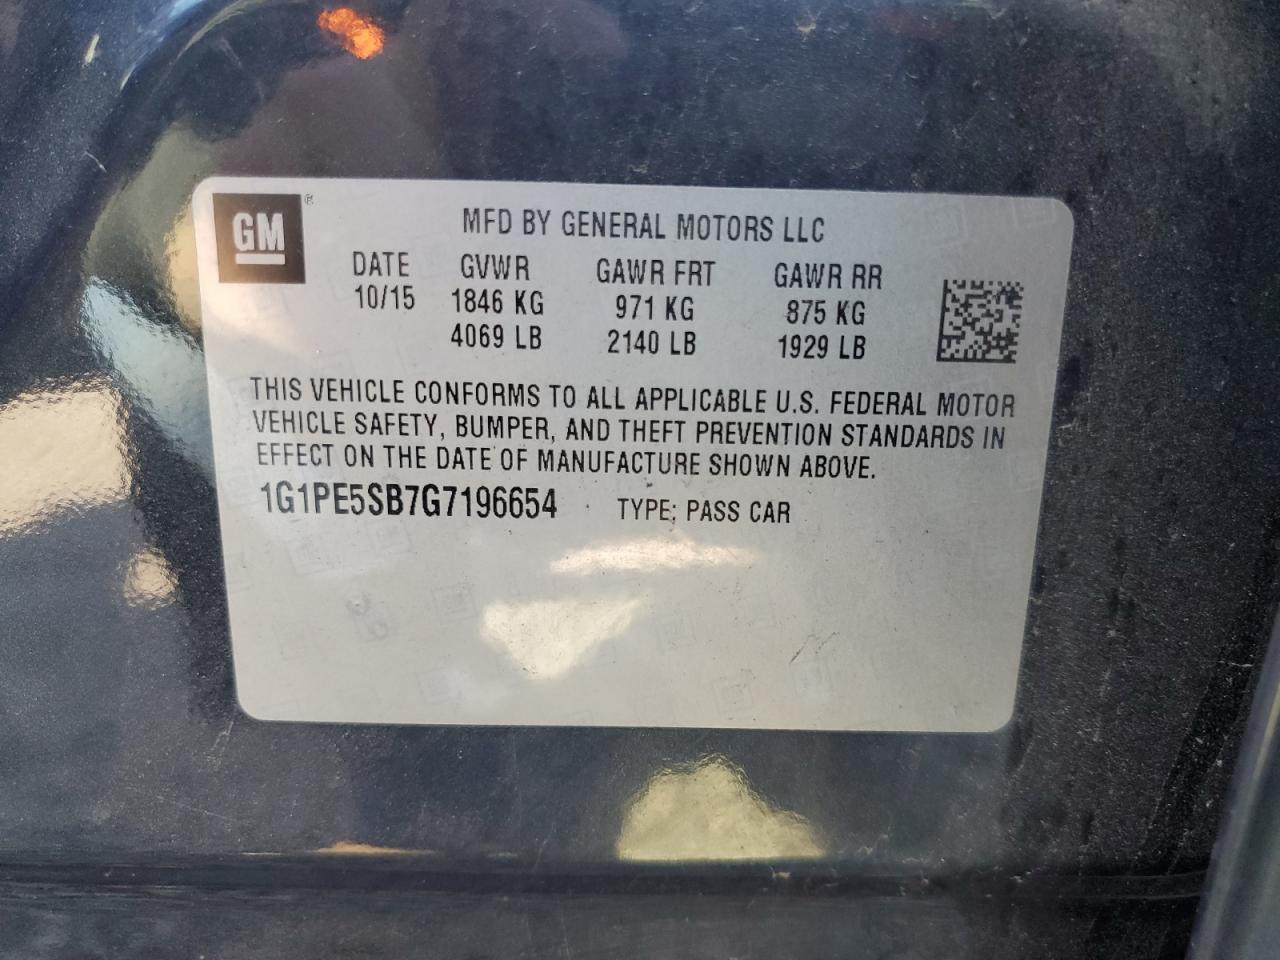 GM ®
MFD BY GENERAL MOTORS LLC
DATE GVWR GAWR FRT GAWR RR
10/15 1846 KG 971 KG 875 KG
4069 LB 2140 LB 1929 LB
THIS VEHICLE CONFORMS TO ALL APPLICABLE U.S. FEDERAL MOTOR
VEHICLE SAFETY, BUMPER, AND THEFT PREVENTION STANDARDS IN
EFFECT ON THE DATE OF MANUFACTURE SHOWN ABOVE.
1G1PE5SB7G7196654 TYPE: PASS CAR